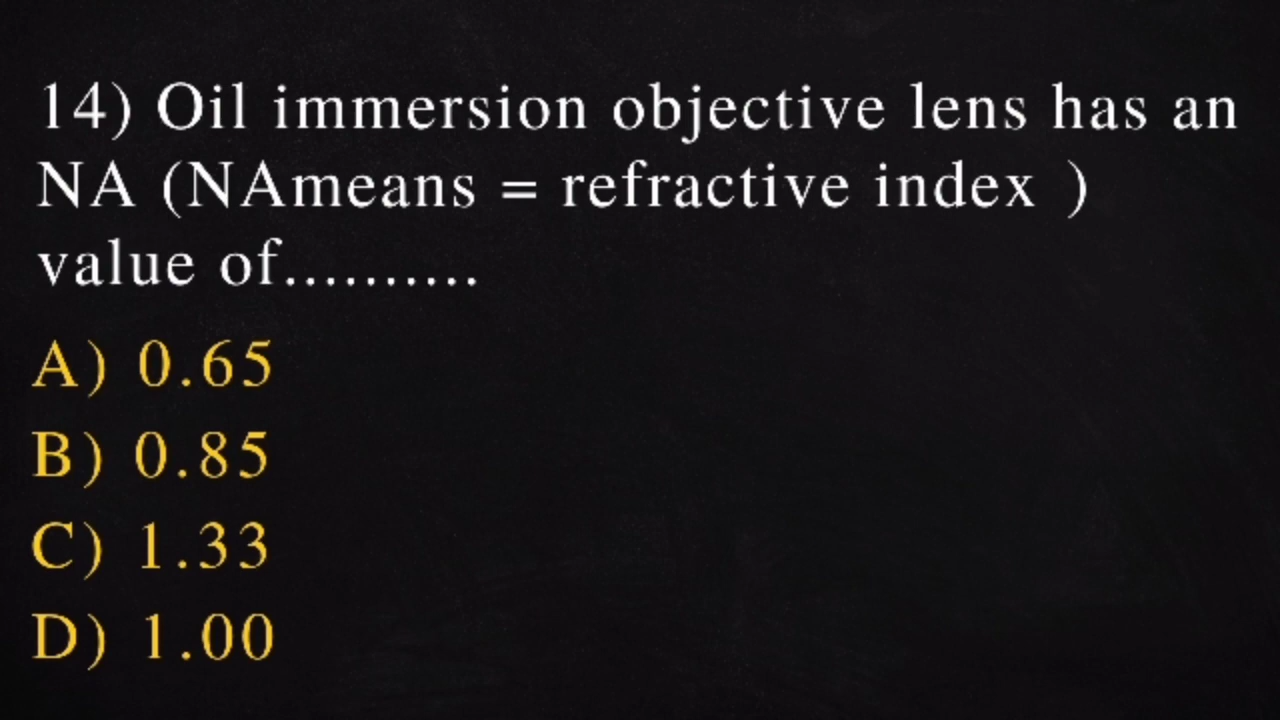 14) Oil immersion objective lens has an
NA (NAmeans = refractive index )
value of..........
A) 0.65
B) 0.85
C) 1.33
D) 1.00